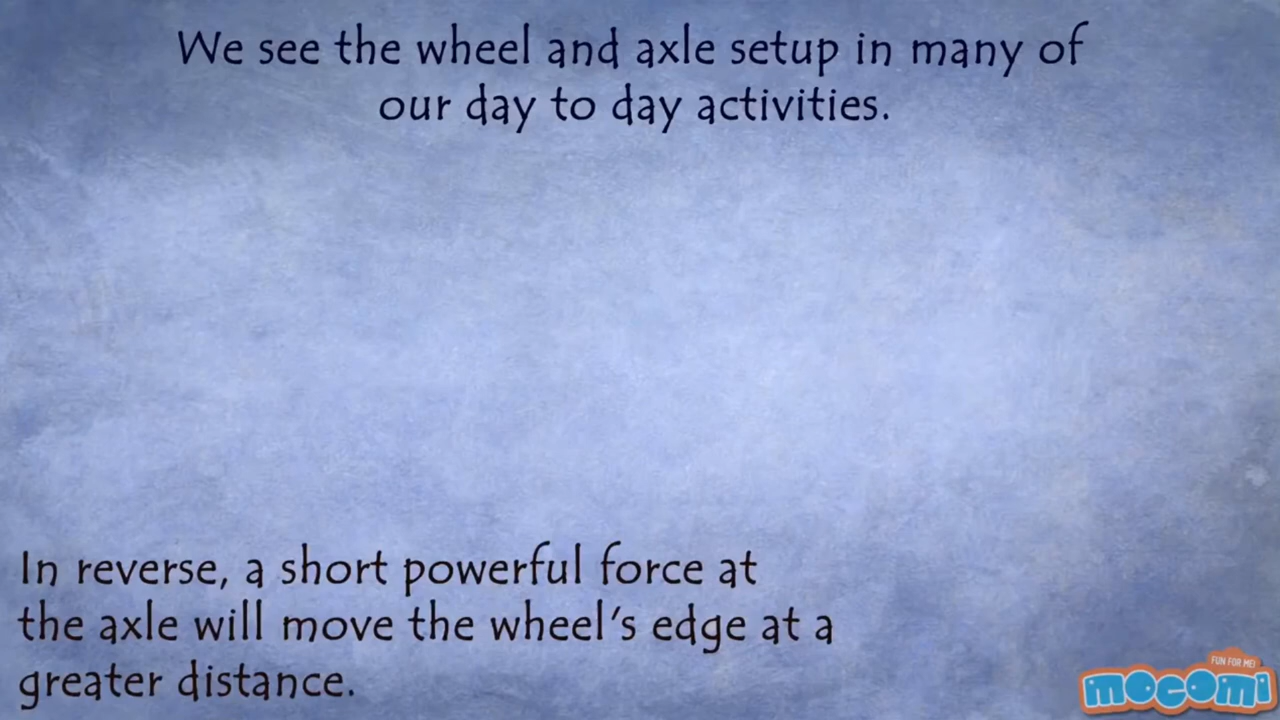 We see the wheel and axle setup in many of
our day to day activities.
In reverse, a short powerful force at
the axle will move the wheel's edge at a
greater distance.
FUN FOR ME!
mocomi